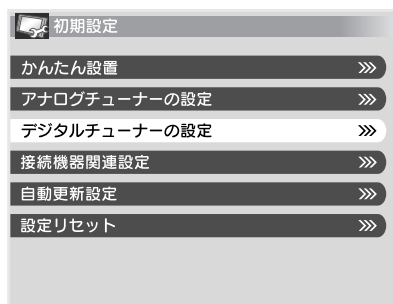 初期設定
かんたん設置
アナログチューナーの設定
デジタルチューナーの設定
接続機器関連設定
自動更新設定
設定リセット